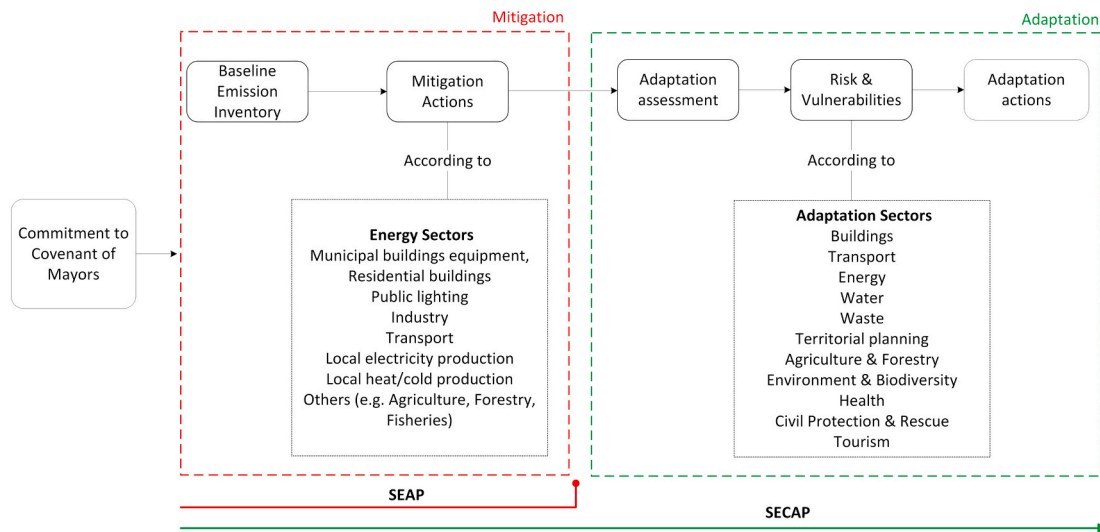 Mitigation
Adaptation
Baseline
Emission
Inventory
Mitigation
Actions
Adaptation
assessment
Risk &
Vulnerabilities
Adaptation
actions
According to
According to
Commitment to
Covenant of
Mayors
Energy Sectors
Municipal buildings equipment,
Residential buildings
Public lighting
Industry
Transport
Local electricity production
Local heat/cold production
Others (e.g. Agriculture, Forestry,
Fisheries)
Adaptation Sectors
Buildings
Transport
Energy
Water
Waste
Territorial planning
Agriculture & Forestry
Environment & Biodiversity
Health
Civil Protection & Rescue
Tourism
SEAP
SECAP